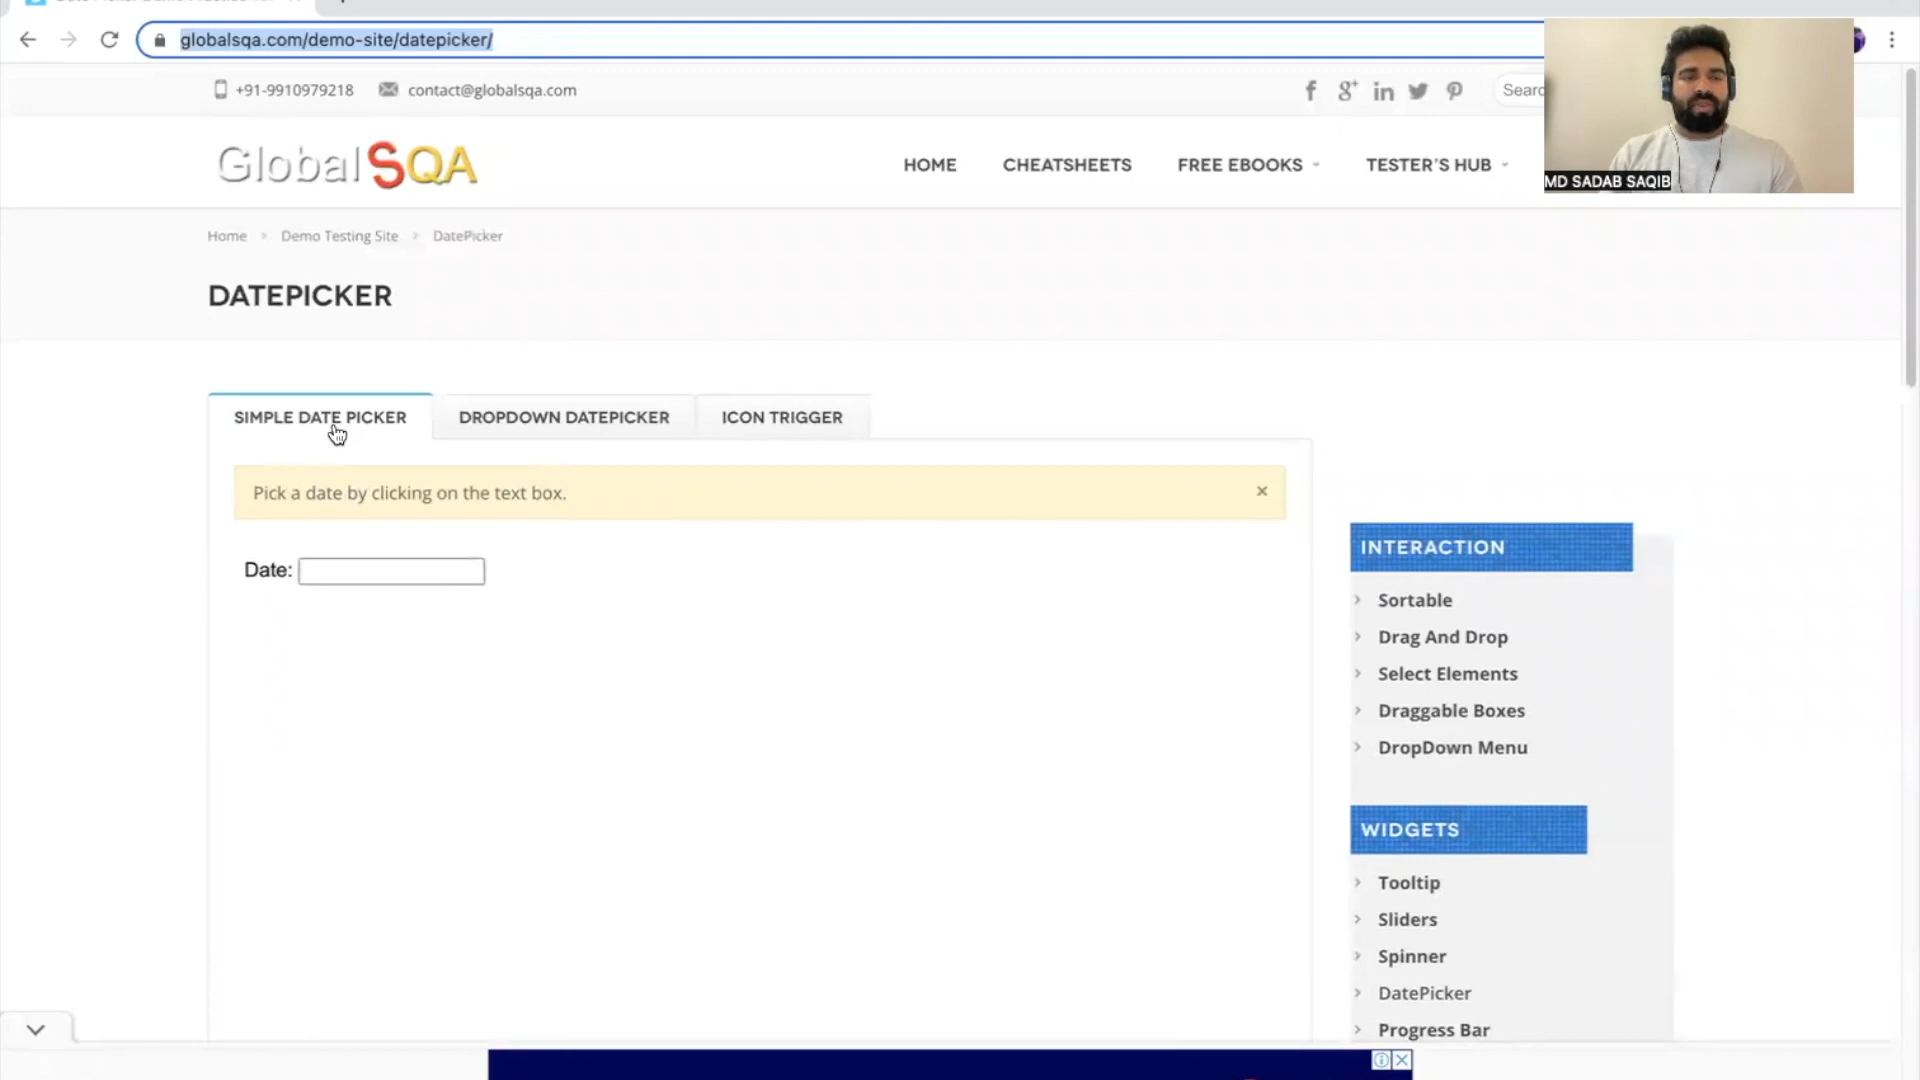 globalsqa.com/demo-site/datepicker/
+91-9910979218 contact@globalsqa.com
Sear
GlobalSQA
HOME CHEATSHEETS FREE EBOOKS TESTER'S HUB
MD SADAB SAQIB
Home > Demo Testing Site > DatePicker
DATEPICKER
SIMPLE DATE PICKER DROPDOWN DATEPICKER ICON TRIGGER
Pick a date by clicking on the text box. ×
Date:
INTERACTION
Sortable
Drag And Drop
Select Elements
Draggable Boxes
DropDown Menu
WIDGETS
Tooltip
Sliders
Spinner
DatePicker
Progress Bar